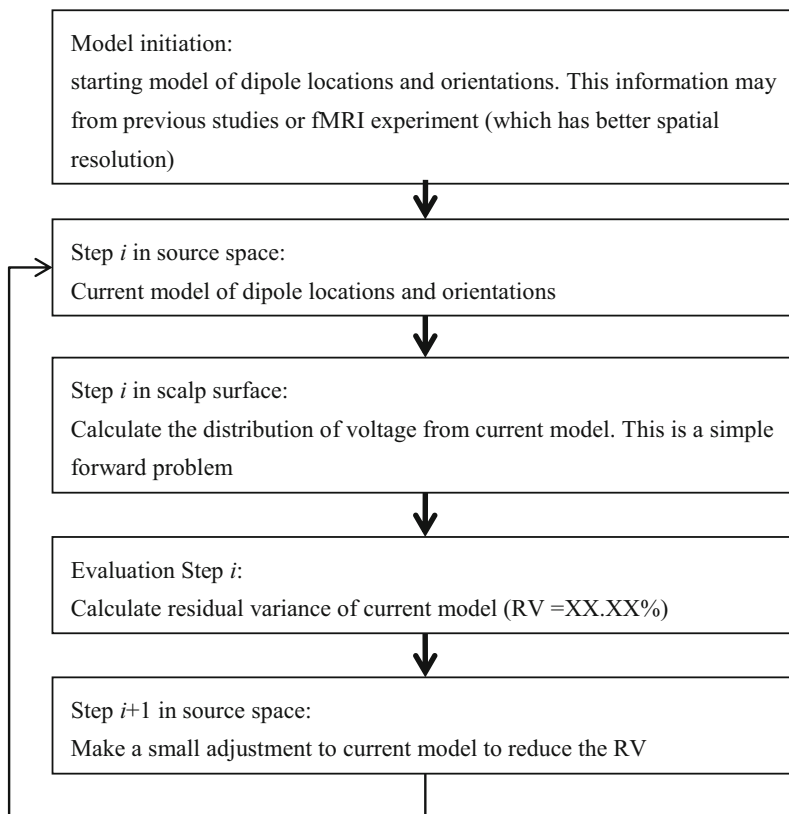 Model initiation:
starting model of dipole locations and orientations. This information may
from previous studies or fMRI experiment (which has better spatial
resolution)
Step i in source space:
Current model of dipole locations and orientations
Step i in scalp surface:
Calculate the distribution of voltage from current model. This is a simple
forward problem
Evaluation Step i:
Calculate residual variance of current model (RV =XX.XX%)
Step i+1 in source space:
Make a small adjustment to current model to reduce the RV